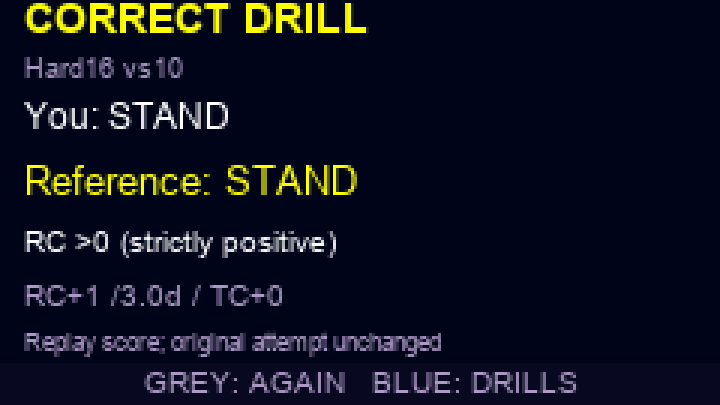 CORRECT DRILL
Hard16 vs10
You: STAND
Reference: STAND
RC >0 (strictly positive)
RC+1 /3.0d / TC+0
Replay score; original attempt unchanged
GREY: AGAIN BLUE: DRILLS